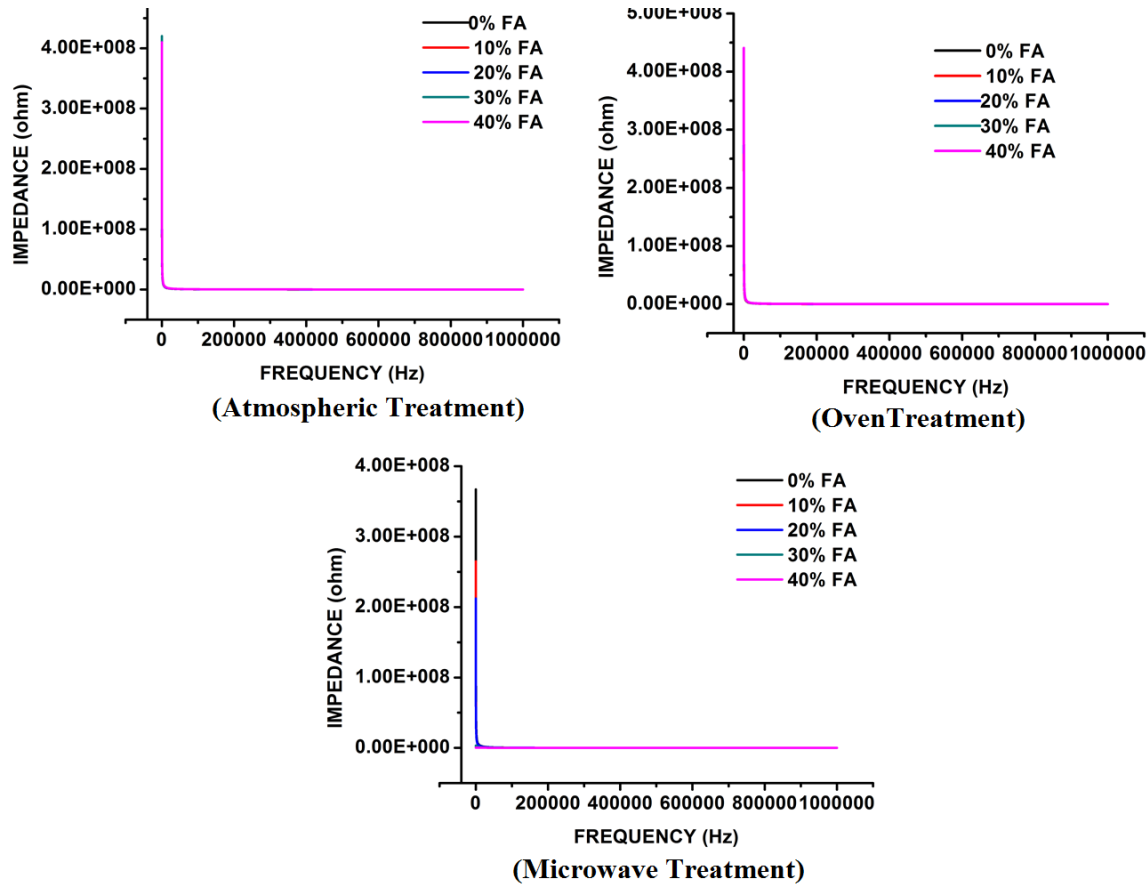 0% FA
10% FA
20% FA
30% FA
40% FA
4.00E+008
3.00E+008
2.00E+008
1.00E+008
0.00E+000
IMPEDANCE (ohm)
0 200000 400000 600000 800000 1000000
FREQUENCY (Hz)
(Atmospheric Treatment)
5.00E+008
4.00E+008
3.00E+008
2.00E+008
1.00E+008
0.00E+000
IMPEDANCE (ohm)
0% FA
10% FA
20% FA
30% FA
40% FA
0 200000 400000 600000 800000 1000000
FREQUENCY (Hz)
(OvenTreatment)
4.00E+008
3.00E+008
2.00E+008
1.00E+008
0.00E+000
IMPEDANCE (ohm)
0% FA
10% FA
20% FA
30% FA
40% FA
0 200000 400000 600000 800000 1000000
FREQUENCY (Hz)
(Microwave Treatment)